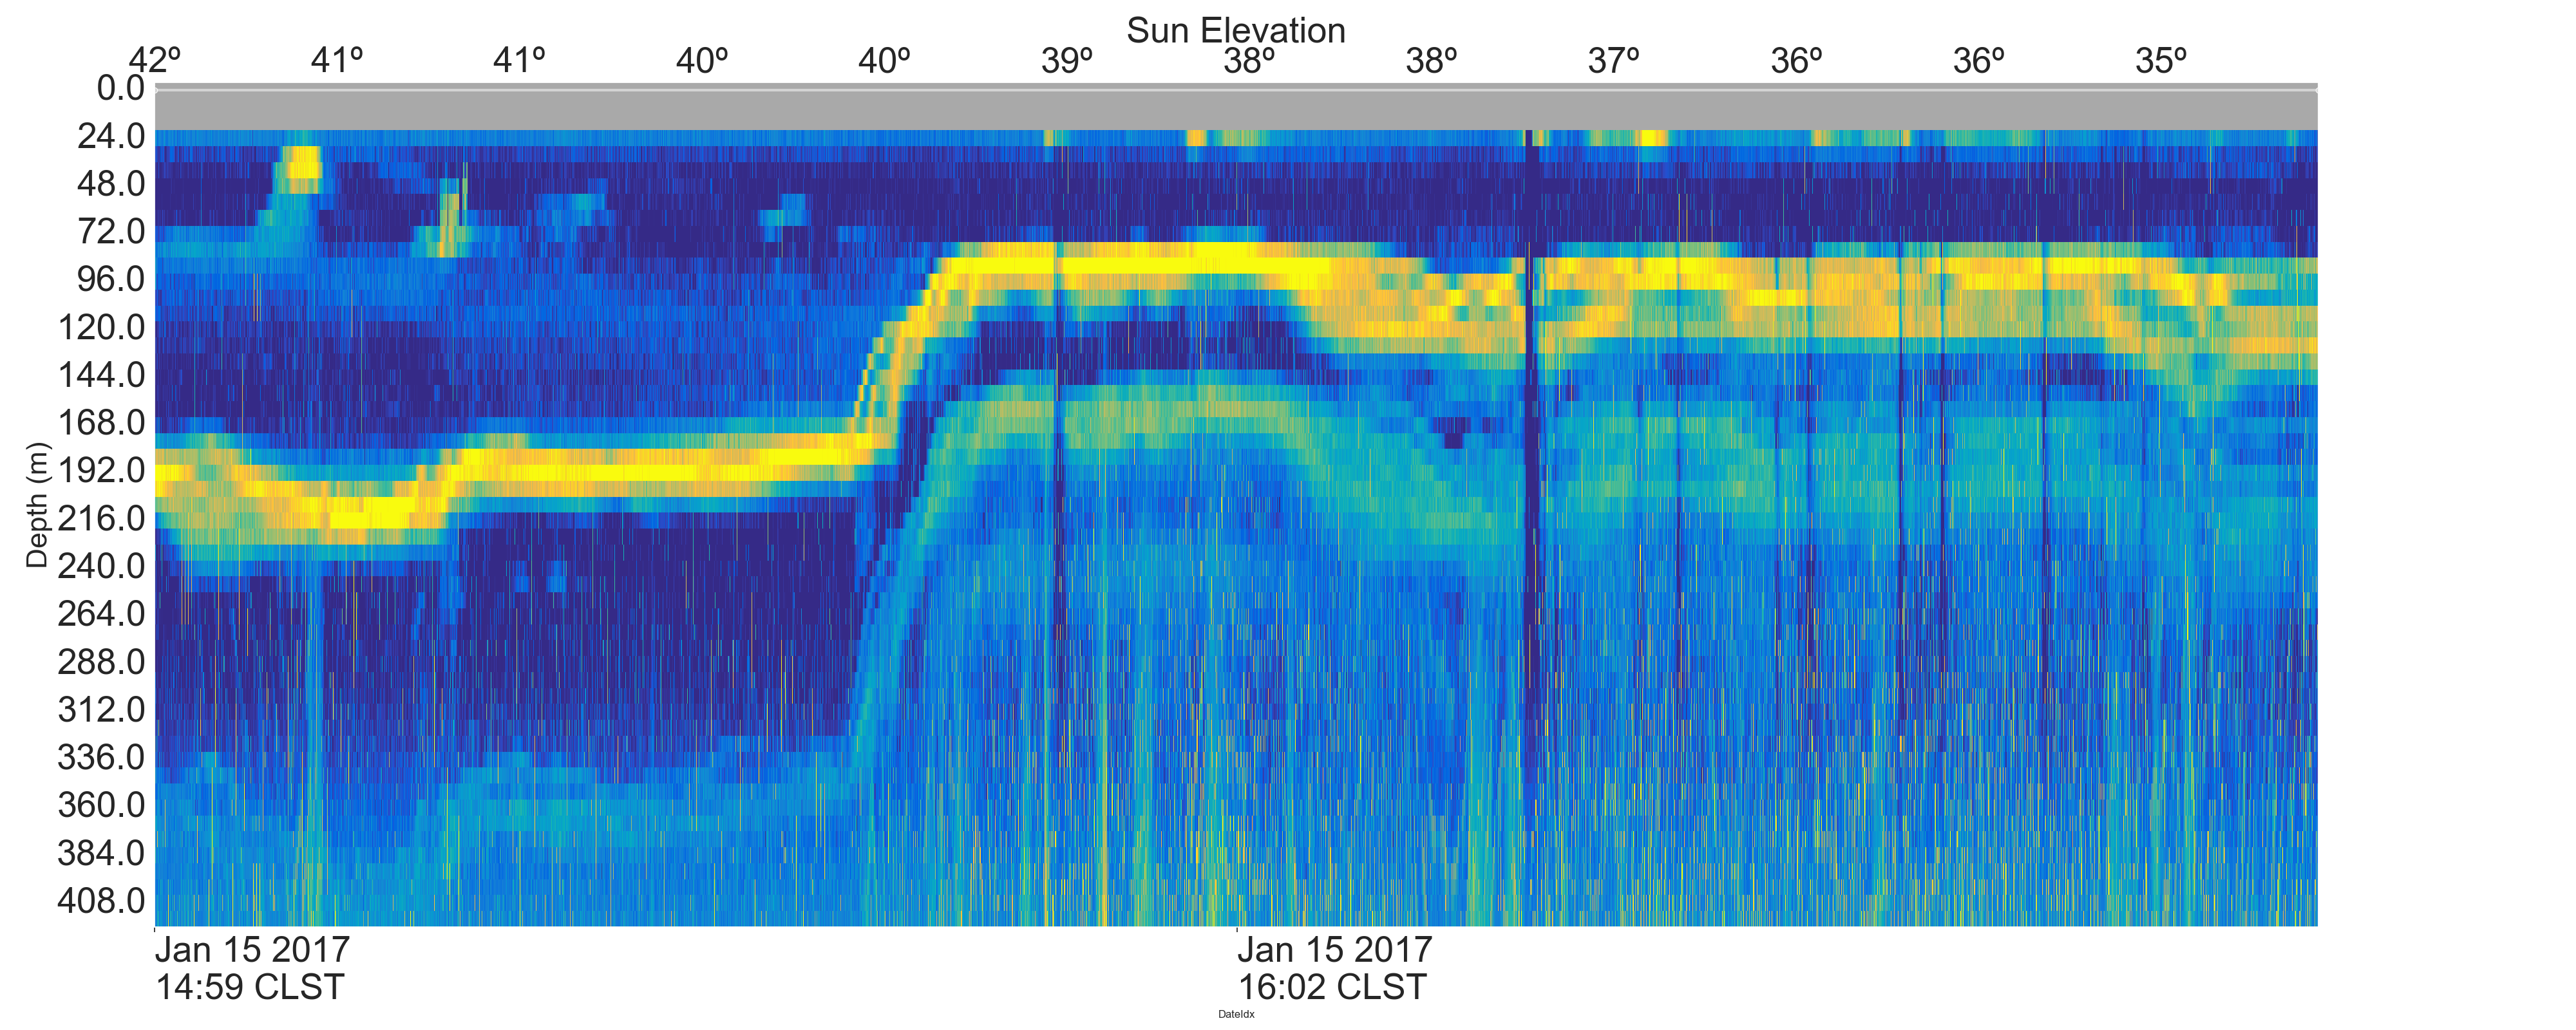 Sun Elevation
42º 41º 41º 40º 40º 39º 38º 38º 37º 36º 36º 35º
0.0
24.0
48.0
72.0
96.0
120.0
144.0
168.0
192.0
216.0
240.0
264.0
288.0
312.0
336.0
360.0
384.0
408.0
Depth (m)
Jan 15 2017
14:59 CLST
Jan 15 2017
16:02 CLST
DateIdx